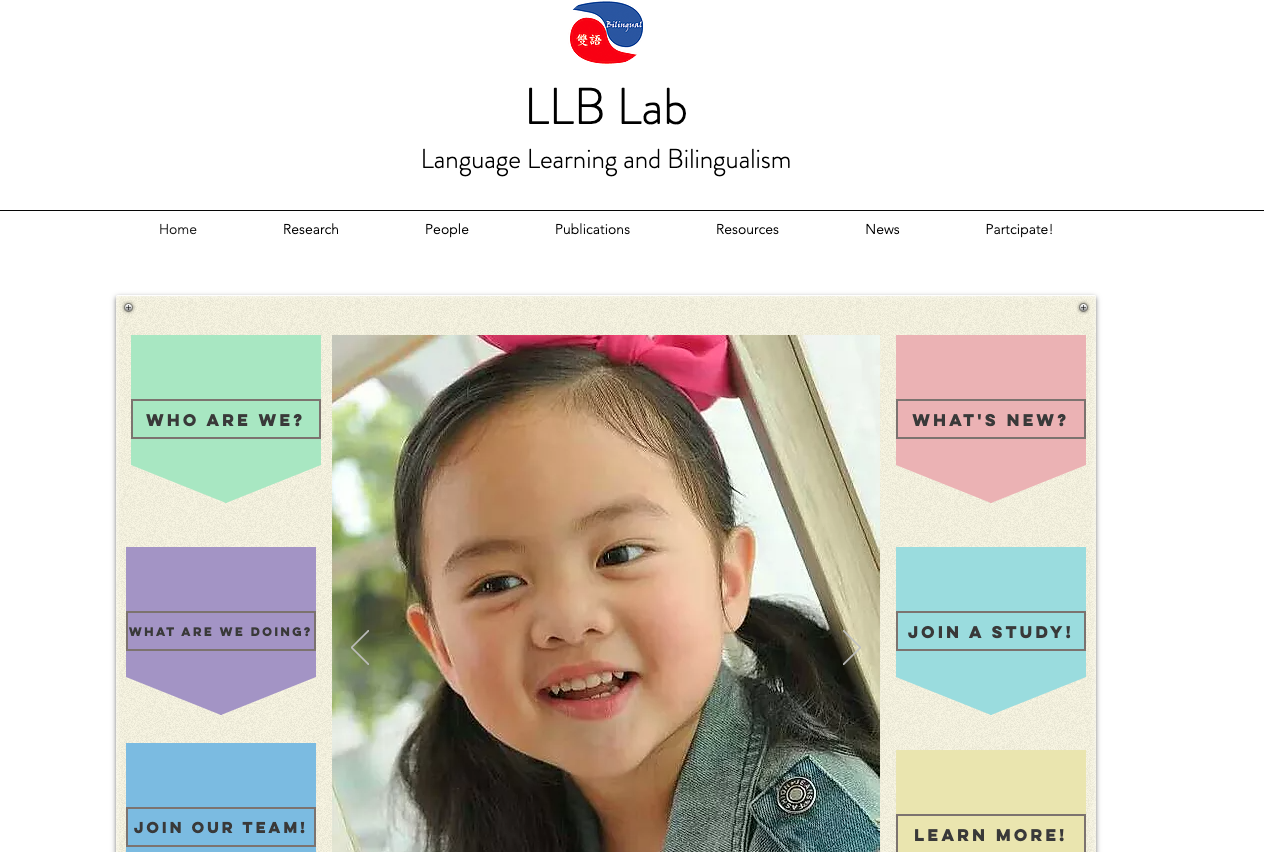 Bilingual
雙語
LLB Lab
Language Learning and Bilingualism
Home Research People Publications Resources News Partcipate!
WHO ARE WE?
WHAT'S NEW?
WHAT ARE WE DOING?
JOIN A STUDY!
JOIN OUR TEAM!
LEARN MORE!